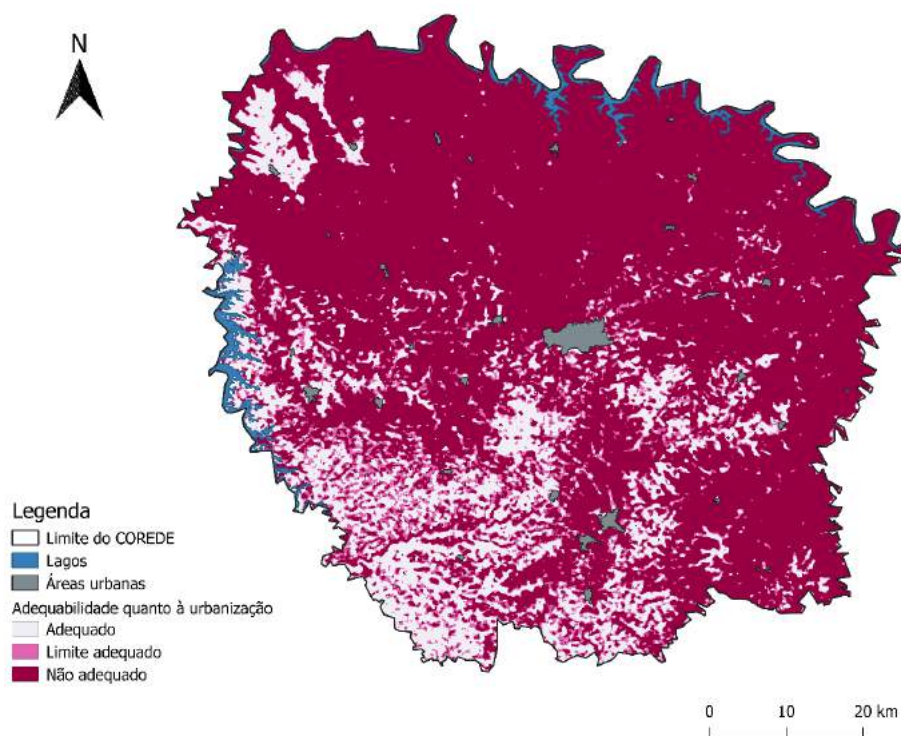 N
Legenda
Limite do COREDE
Lagos
Áreas urbanas
Adequabilidade quanto à urbanização
Adequado
Limite adequado
Não adequado
0 10 20 km